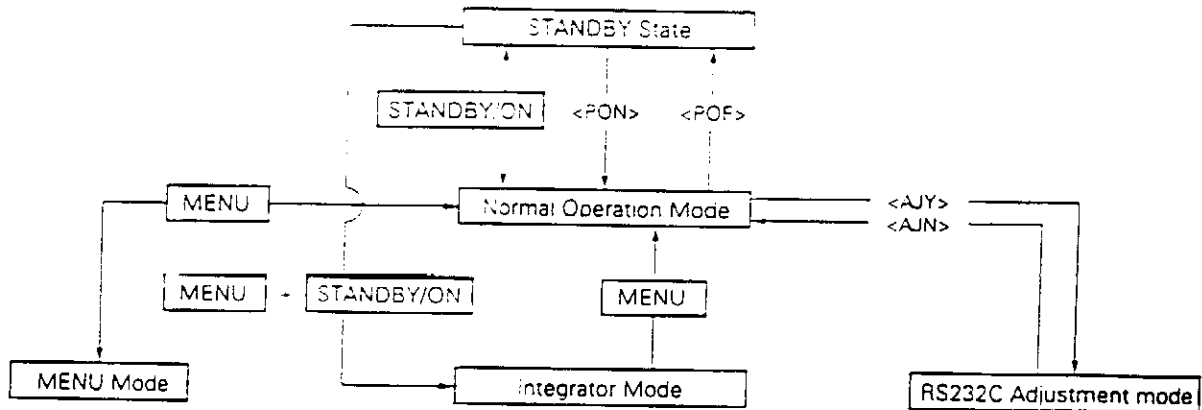 STANDBY State
STANDBY/ON <PON> <POF>
MENU Normal Operation Mode <AJY>
<AJN>
MENU - STANDBY/ON MENU
MENU Mode Integrator Mode RS232C Adjustment mode